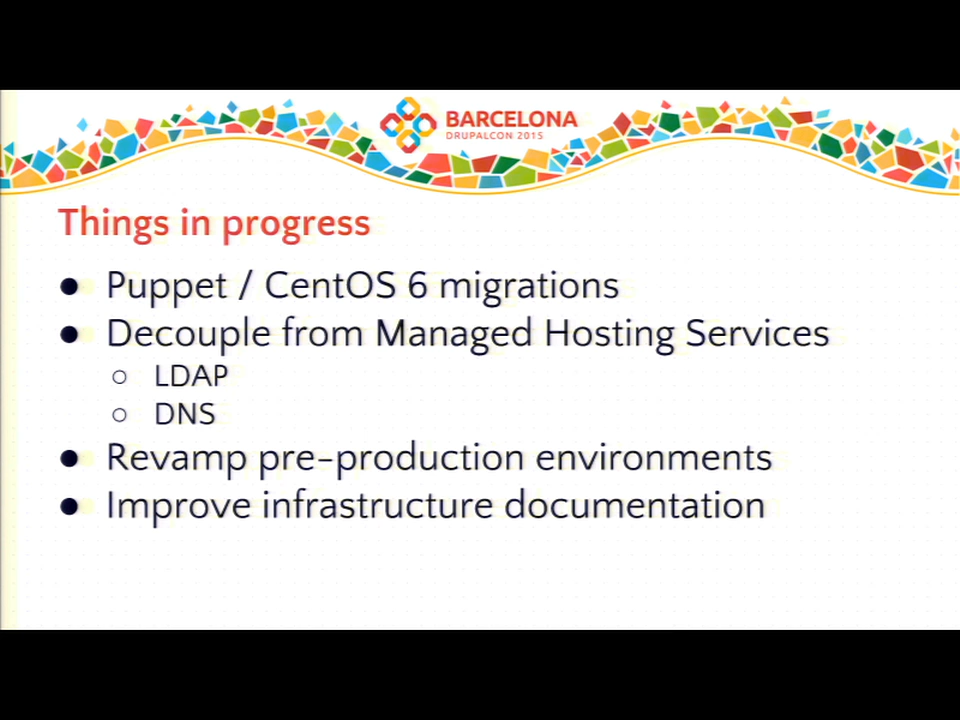 BARCELONA
DRUPALCON 2015
Things in progress
● Puppet / CentOS 6 migrations
● Decouple from Managed Hosting Services
○ LDAP
○ DNS
● Revamp pre-production environments
● Improve infrastructure documentation